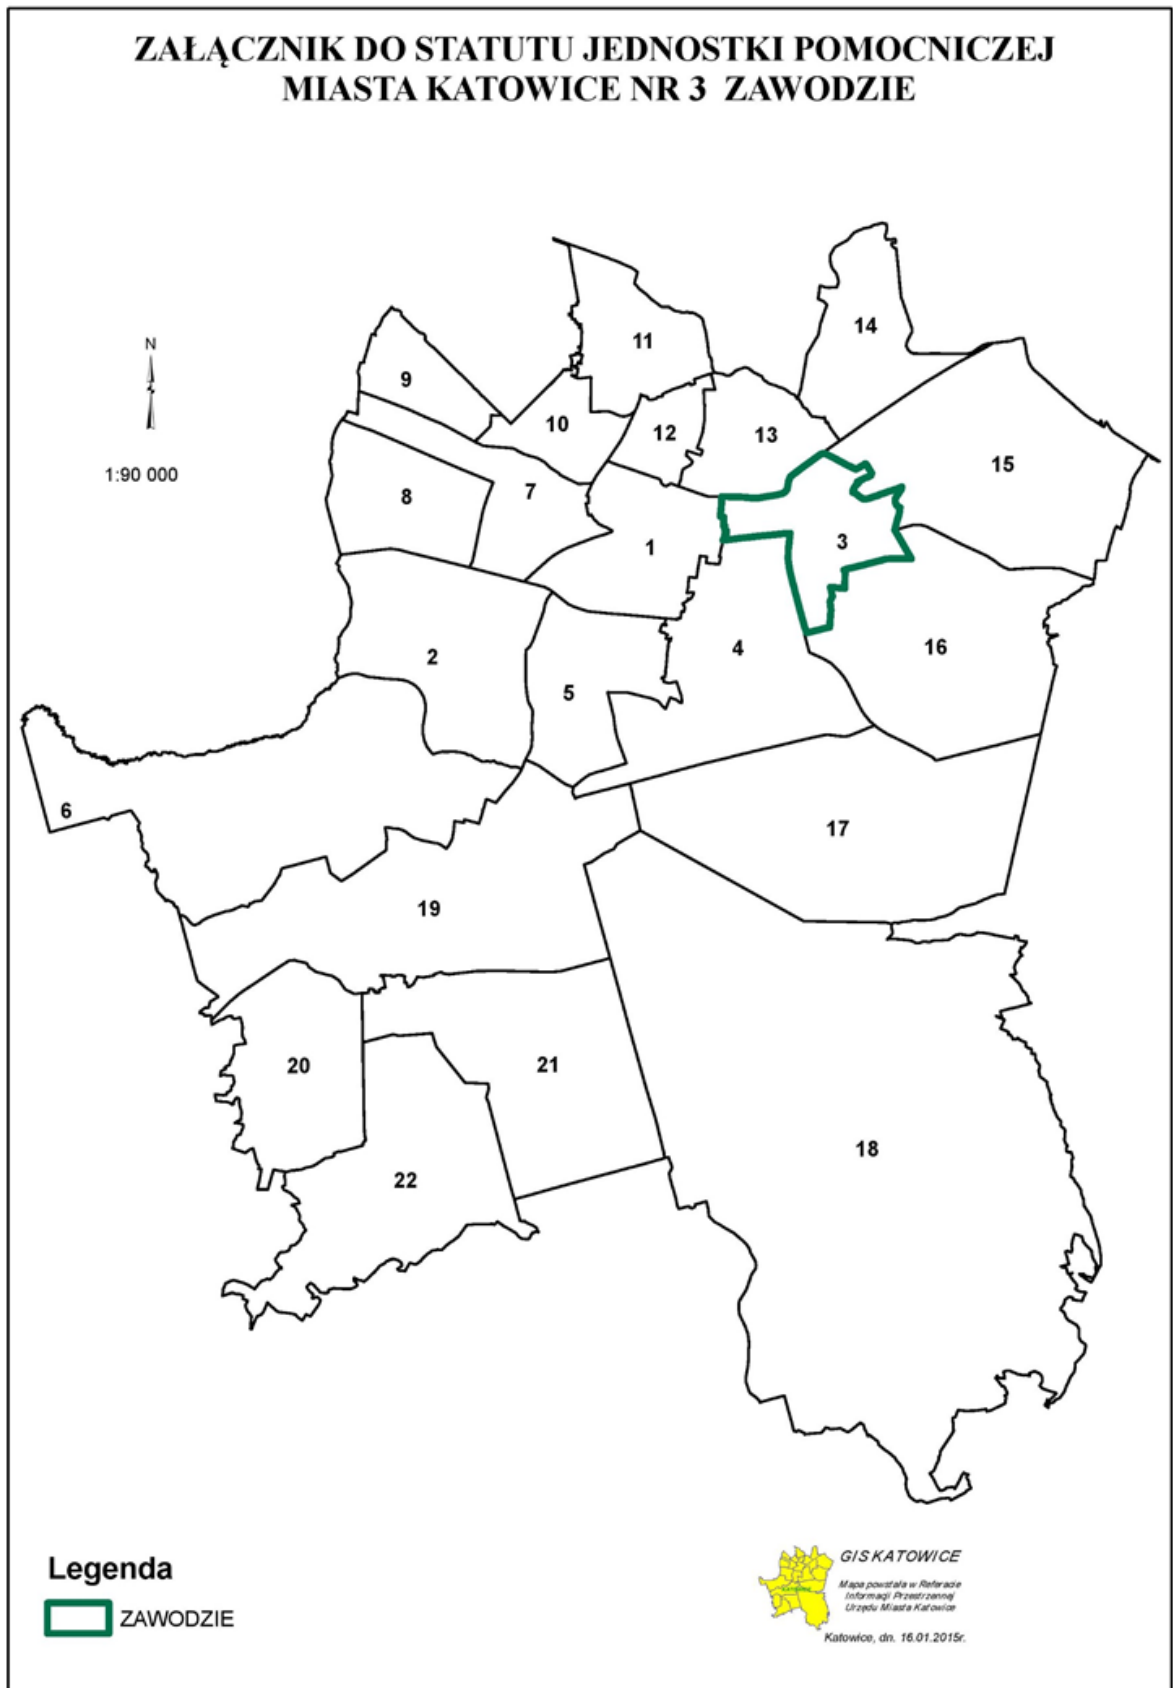 ZAŁĄCZNIK DO STATUTU JEDNOSTKI POMOCNICZEJ
MIASTA KATOWICE NR 3 ZAWODZIE
N
1:90 000
14
11
9
10
12
13
15
8
7
1
3
4
16
2
5
6
17
19
20
21
18
22
Legenda
ZAWODZIE
GIS KATOWICE
Mapa powstała w Referacie
Informacji Przestrzennej
Urzędu Miasta Katowice
Katowice, dn. 16.01.2015r.